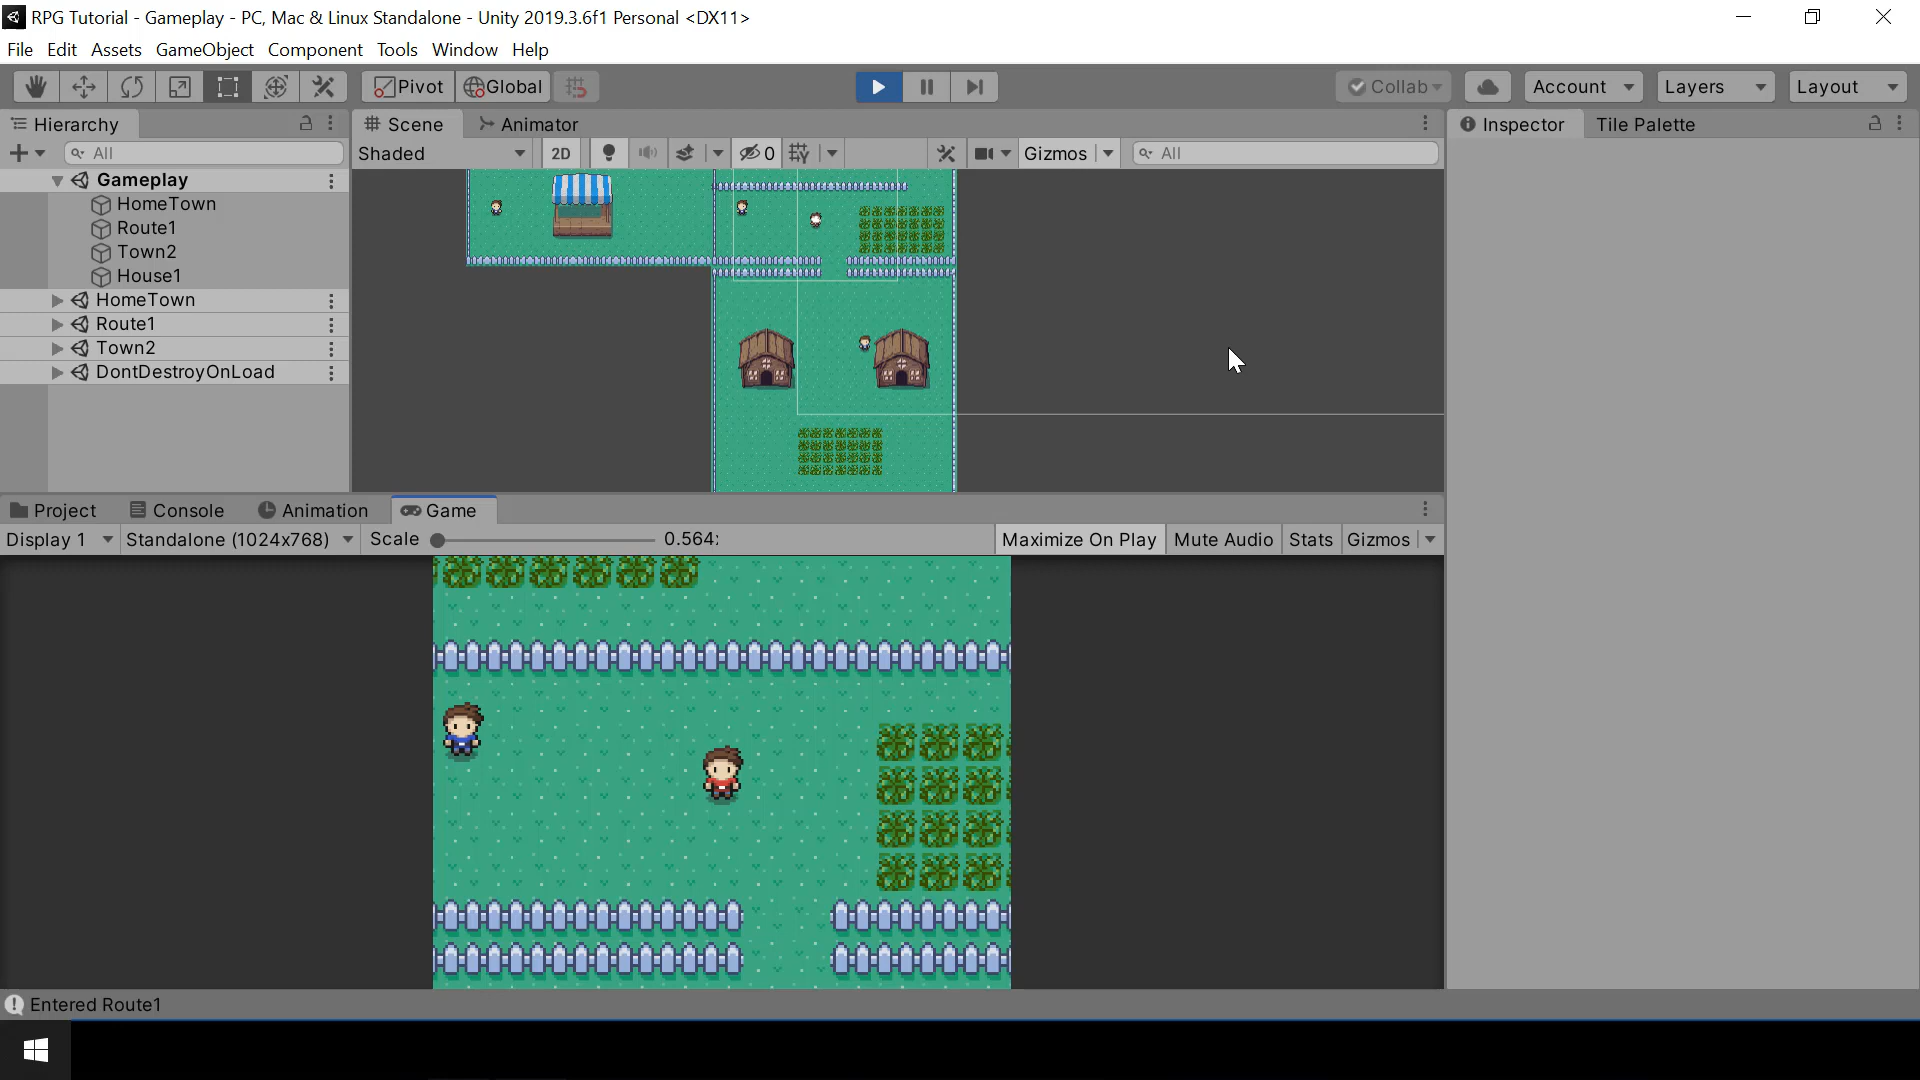 RPG Tutorial - Gameplay - PC, Mac & Linux Standalone - Unity 2019.3.6f1 Personal <DX11>
File Edit Assets GameObject Component Tools Window Help
Pivot Global Collab Account Layers Layout
Hierarchy
Scene Animator
Inspector Tile Palette
All
Shaded 2D 0 Gizmos All
Gameplay
HomeTown
Route1
Town2
House1
HomeTown
Route1
Town2
DontDestroyOnLoad
Project Console Animation Game
Display 1 Standalone (1024x768) Scale 0.564: Maximize On Play Mute Audio Stats Gizmos
Entered Route1